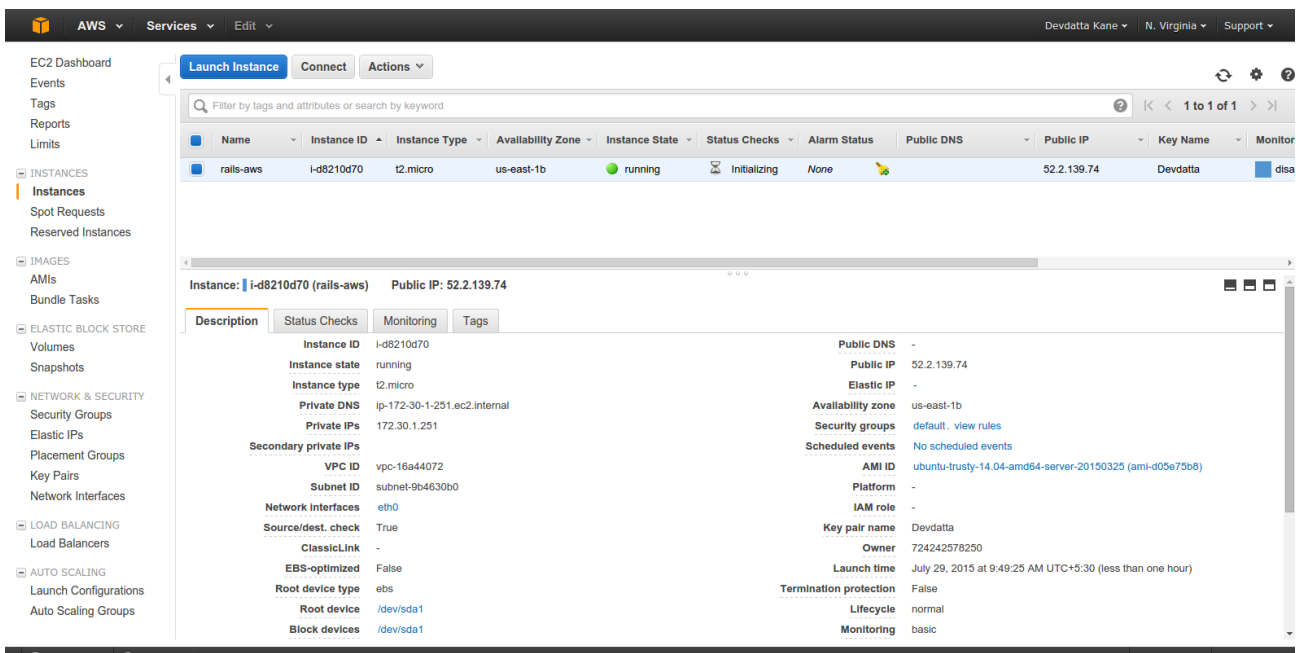 AWS Services Edit Devdatta Kane N. Virginia Support
EC2 Dashboard
Events
Tags
Reports
Limits
INSTANCES
Instances
Spot Requests
Reserved Instances
IMAGES
AMIs
Bundle Tasks
ELASTIC BLOCK STORE
Volumes
Snapshots
NETWORK & SECURITY
Security Groups
Elastic IPs
Placement Groups
Key Pairs
Network Interfaces
LOAD BALANCING
Load Balancers
AUTO SCALING
Launch Configurations
Auto Scaling Groups
Launch Instance Connect Actions
Filter by tags and attributes or search by keyword 1 to 1 of 1
Name Instance ID Instance Type Availability Zone Instance State Status Checks Alarm Status Public DNS Public IP Key Name Monitor
rails-aws i-d8210d70 t2.micro us-east-1b running Initializing None 52.2.139.74 Devdatta disa
Instance: i-d8210d70 (rails-aws) Public IP: 52.2.139.74
Description Status Checks Monitoring Tags
Instance ID i-d8210d70 Public DNS -
Instance state running Public IP 52.2.139.74
Instance type t2.micro Elastic IP -
Private DNS ip-172-30-1-251.ec2.internal Availability zone us-east-1b
Private IPs 172.30.1.251 Security groups default. view rules
Secondary private IPs Scheduled events No scheduled events
VPC ID vpc-16a44072 AMI ID ubuntu-trusty-14.04-amd64-server-20150325 (ami-d05e75b8)
Subnet ID subnet-9b4630b0 Platform -
Network interfaces eth0 IAM role -
Source/dest. check True Key pair name Devdatta
ClassicLink - Owner 724242578250
EBS-optimized False Launch time July 29, 2015 at 9:49:25 AM UTC+5:30 (less than one hour)
Root device type ebs Termination protection False
Root device /dev/sda1 Lifecycle normal
Block devices /dev/sda1 Monitoring basic